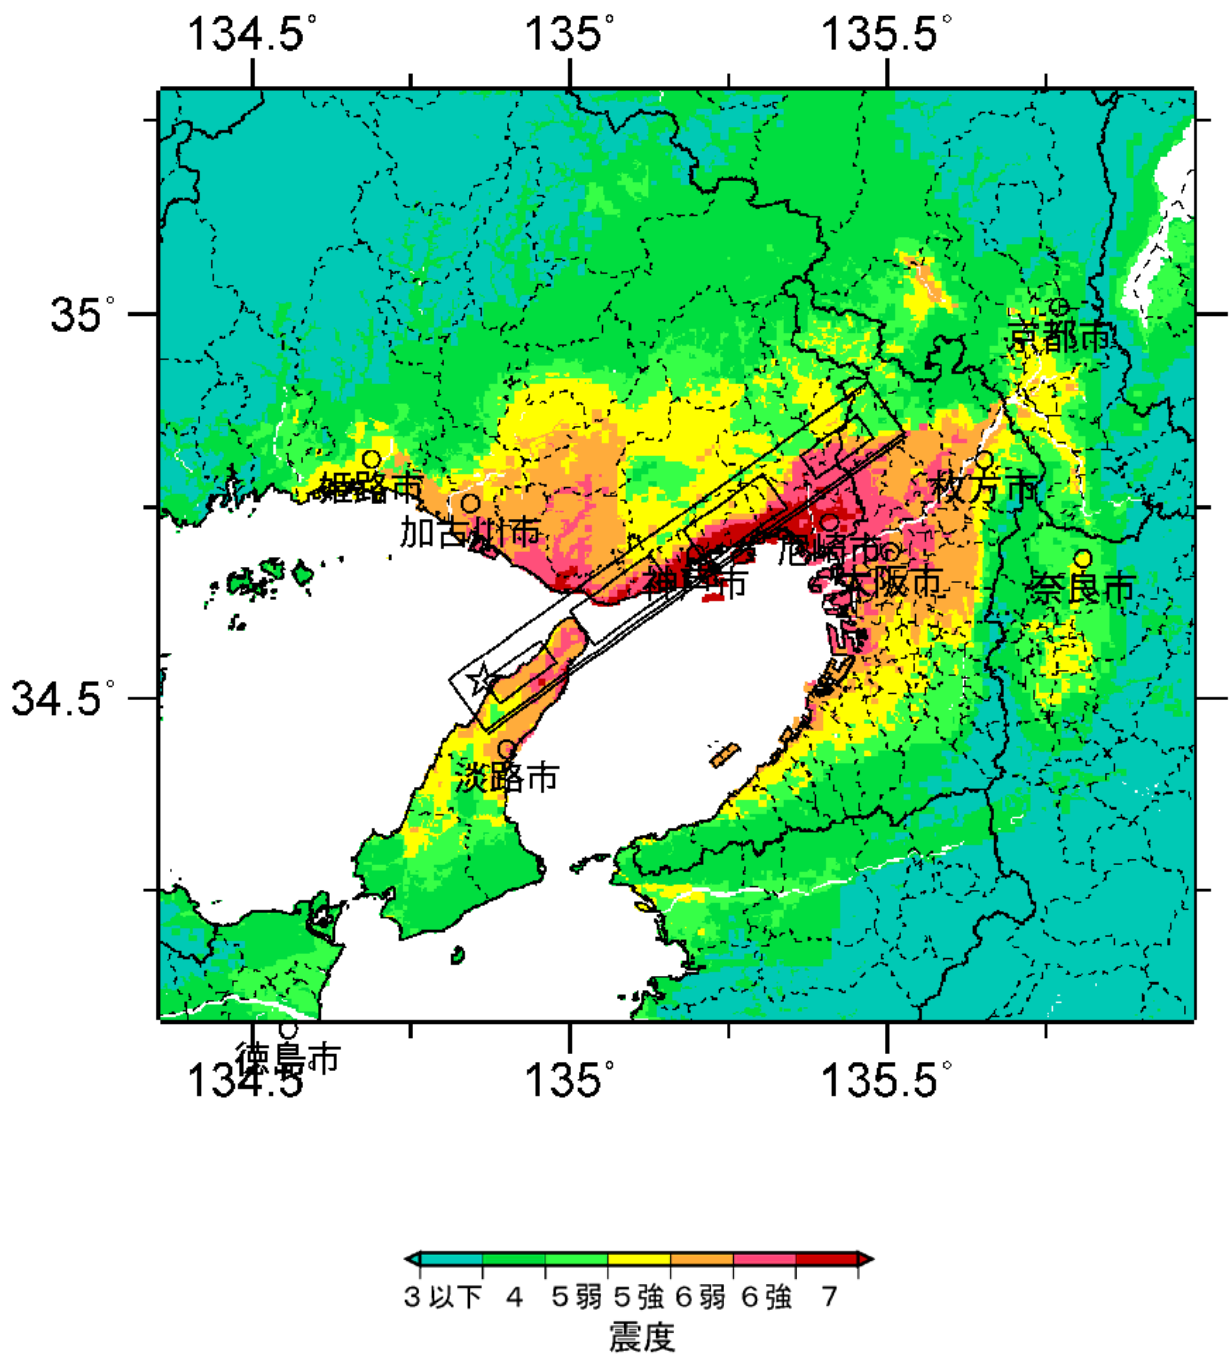 134.5° 135° 135.5°
35°
京都市
姫路市
枚方市
加古川市
尼崎市
神戸市
大阪市
奈良市
34.5°
淡路市
徳島市
134.5° 135° 135.5°
3以下 4 5弱 5強 6弱 6強 7
震度